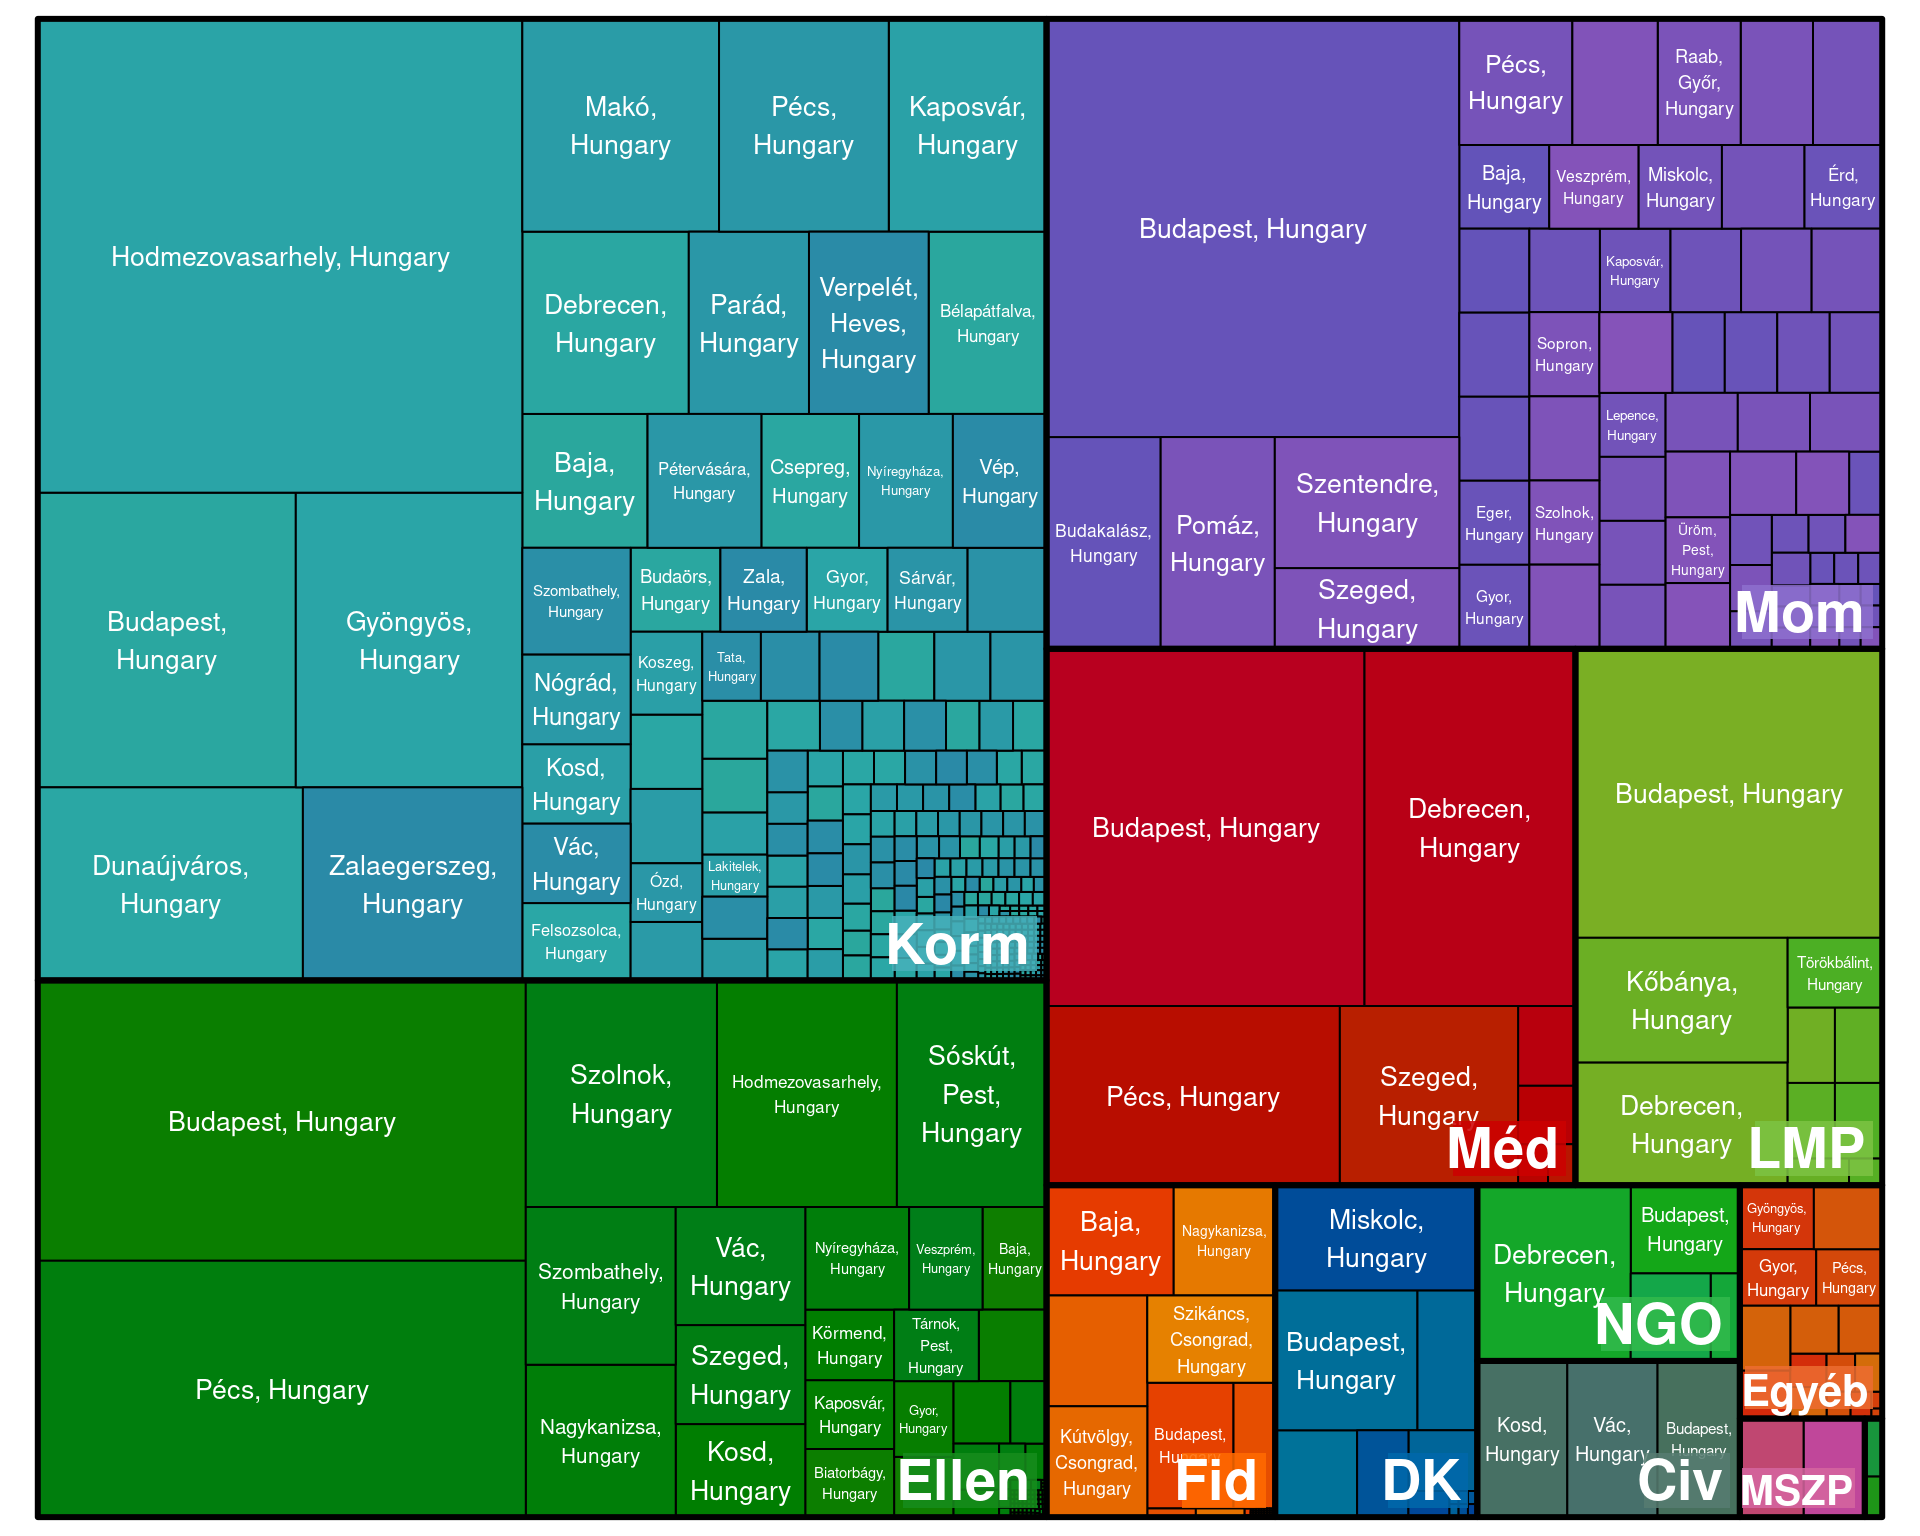 Hodmezovasarhely, Hungary
Makó,
Hungary
Pécs,
Hungary
Kaposvár,
Hungary
Debrecen,
Hungary
Parád,
Hungary
Verpelét,
Heves,
Hungary
Bélapátfalva,
Hungary
Baja,
Hungary
Pétervására,
Hungary
Csepreg,
Hungary
Nyíregyháza,
Hungary
Vép,
Hungary
Budapest,
Hungary
Gyöngyös,
Hungary
Szombathely,
Hungary
Budaörs,
Hungary
Zala,
Hungary
Gyor,
Hungary
Sárvár,
Hungary
Nógrád,
Hungary
Koszeg,
Hungary
Tata,
Hungary
Kosd,
Hungary
Dunaújváros,
Hungary
Zalaegerszeg,
Hungary
Vác,
Hungary
Ózd,
Hungary
Lakitelek,
Hungary
Felsozsolca,
Hungary
Korm
Budapest, Hungary
Pécs,
Hungary
Raab,
Győr,
Hungary
Baja,
Hungary
Veszprém,
Hungary
Miskolc,
Hungary
Érd,
Hungary
Kaposvár,
Hungary
Sopron,
Hungary
Lepence,
Hungary
Budakalász,
Hungary
Pomáz,
Hungary
Szentendre,
Hungary
Szeged,
Hungary
Eger,
Hungary
Szolnok,
Hungary
Üröm,
Pest,
Hungary
Gyor,
Hungary
Mom
Budapest, Hungary
Debrecen,
Hungary
Pécs, Hungary
Szeged,
Hungary
Méd
Budapest, Hungary
Kőbánya,
Hungary
Törökbálint,
Hungary
Debrecen,
Hungary
LMP
Budapest, Hungary
Pécs, Hungary
Szolnok,
Hungary
Hodmezovasarhely,
Hungary
Sóskút,
Pest,
Hungary
Szombathely,
Hungary
Vác,
Hungary
Nyíregyháza,
Hungary
Veszprém,
Hungary
Baja,
Hungary
Szeged,
Hungary
Körmend,
Hungary
Tárnok,
Pest,
Hungary
Nagykanizsa,
Hungary
Kaposvár,
Hungary
Gyor,
Hungary
Kosd,
Hungary
Biatorbágy,
Hungary
Ellen
Baja,
Hungary
Nagykanizsa,
Hungary
Szikáncs,
Csongrad,
Hungary
Kútvölgy,
Csongrad,
Hungary
Budapest,
Hungary
Fid
Miskolc,
Hungary
Budapest,
Hungary
DK
Debrecen,
Hungary
Budapest,
Hungary
NGO
Kosd,
Hungary
Vác,
Hungary
Budapest,
Hungary
Civ
Gyöngyös,
Hungary
Gyor,
Hungary
Pécs,
Hungary
Egyéb
MSZP